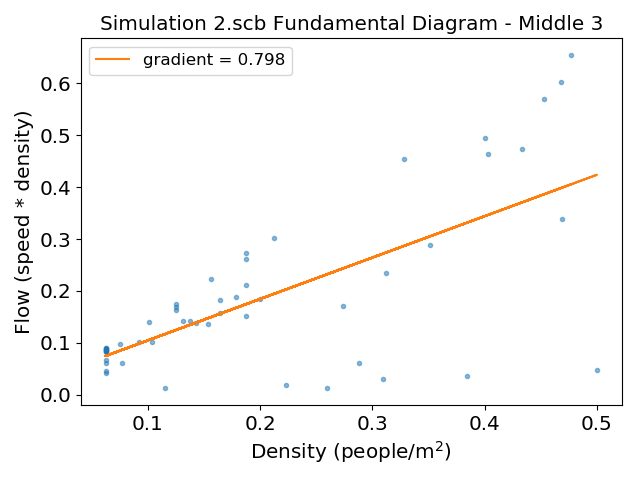 Simulation 2.scb Fundamental Diagram - Middle 3
gradient = 0.798
Flow (speed * density)
0.6
0.5
0.4
0.3
0.2
0.1
0.0
0.1 0.2 0.3 0.4 0.5
Density (people/m²)